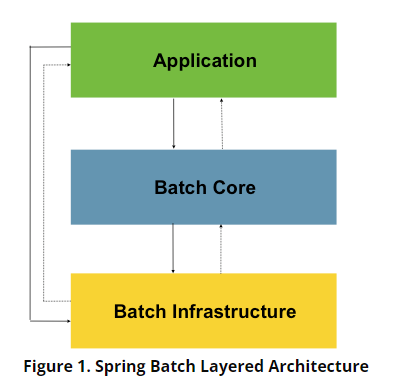 Application
Batch Core
Batch Infrastructure
Figure 1. Spring Batch Layered Architecture